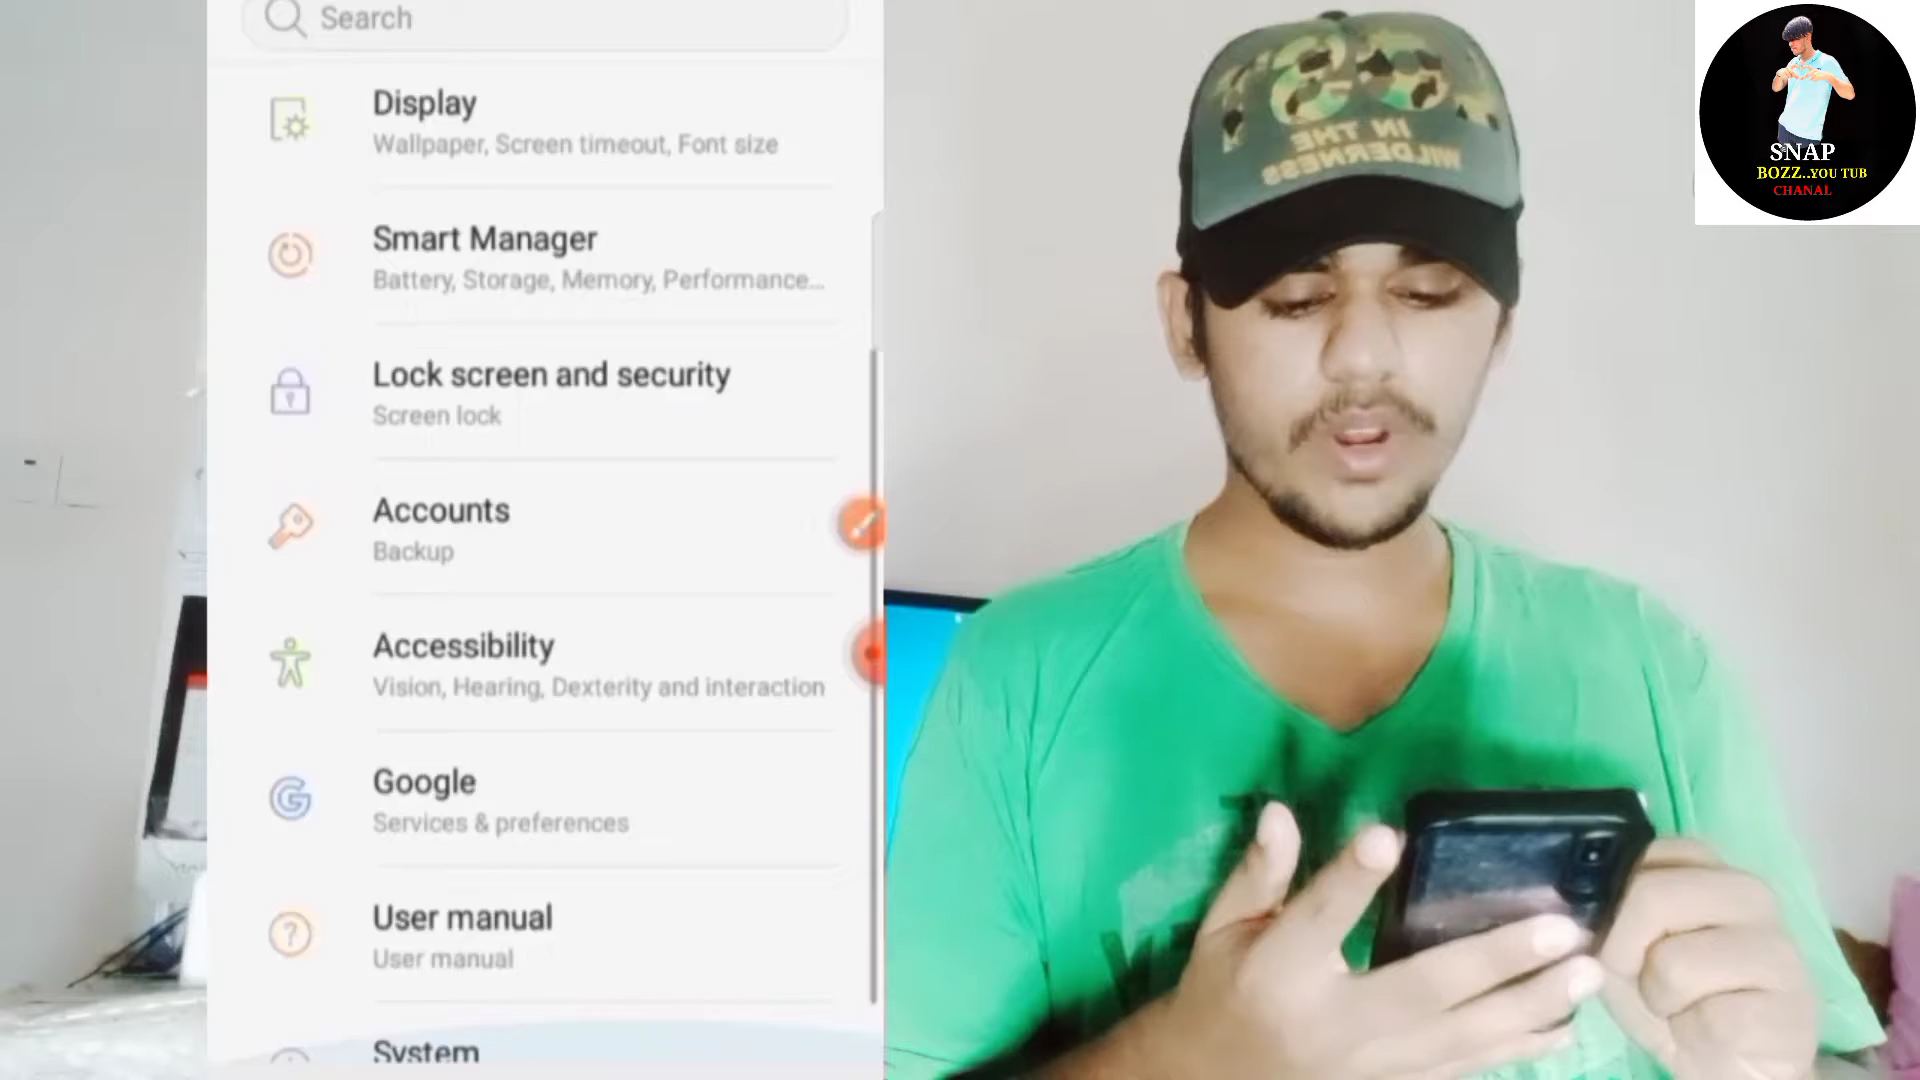 Search
Display
Wallpaper, Screen timeout, Font size
Smart Manager
Battery, Storage, Memory, Performance...
Lock screen and security
Screen lock
Accounts
Backup
Accessibility
Vision, Hearing, Dexterity and interaction
Google
Services & preferences
User manual
User manual
System
LOST
IN THE
WILDERNESS
SNAP
BOZZ..YOU TUB
CHANAL